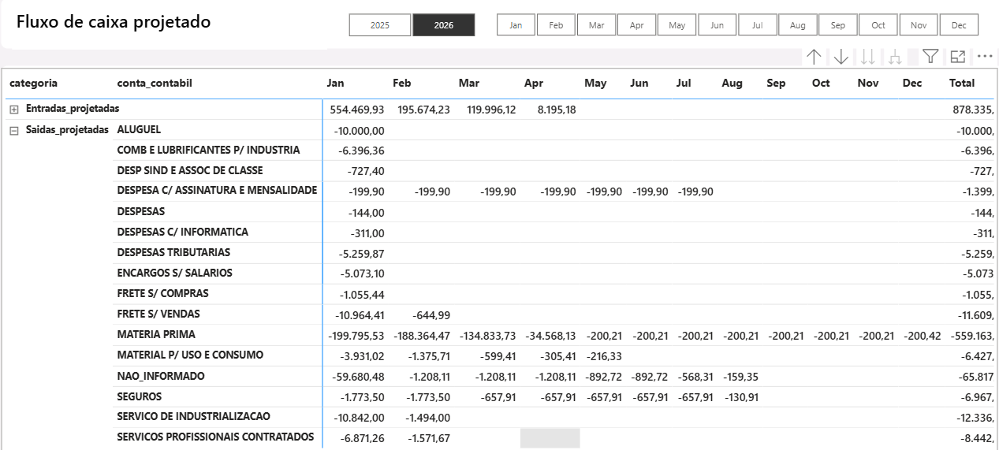 Fluxo de caixa projetado
2025 2026 Jan Feb Mar Apr May Jun Jul Aug Sep Oct Nov Dec
categoria conta_contabil Jan Feb Mar Apr May Jun Jul Aug Sep Oct Nov Dec Total
Entradas_projetadas 554.469,93 195.674,23 119.996,12 8.195,18 878.335,
Saidas_projetadas ALUGUEL -10.000,00 -10.000,
COMB E LUBRIFICANTES P/ INDUSTRIA -6.396,36 -6.396,
DESP SIND E ASSOC DE CLASSE -727,40 -727,
DESPESA C/ ASSINATURA E MENSALIDADE -199,90 -199,90 -199,90 -199,90 -199,90 -199,90 -199,90 -1.399,
DESPESAS -144,00 -144,
DESPESAS C/ INFORMATICA -311,00 -311,
DESPESAS TRIBUTARIAS -5.259,87 -5.259,
ENCARGOS S/ SALARIOS -5.073,10 -5.073
FRETE S/ COMPRAS -1.055,44 -1.055,
FRETE S/ VENDAS -10.964,41 -644,99 -11.609,
MATERIA PRIMA -199.795,53 -188.364,47 -134.833,73 -34.568,13 -200,21 -200,21 -200,21 -200,21 -200,21 -200,21 -200,21 -200,42 -559.163,
MATERIAL P/ USO E CONSUMO -3.931,02 -1.375,71 -599,41 -305,41 -216,33 -6.427,
NAO_INFORMADO -59.680,48 -1.208,11 -1.208,11 -1.208,11 -892,72 -892,72 -568,31 -159,35 -65.817
SEGUROS -1.773,50 -1.773,50 -657,91 -657,91 -657,91 -657,91 -657,91 -130,91 -6.967,
SERVICO DE INDUSTRIALIZACAO -10.842,00 -1.494,00 -12.336,
SERVICOS PROFISSIONAIS CONTRATADOS -6.871,26 -1.571,67 -8.442,